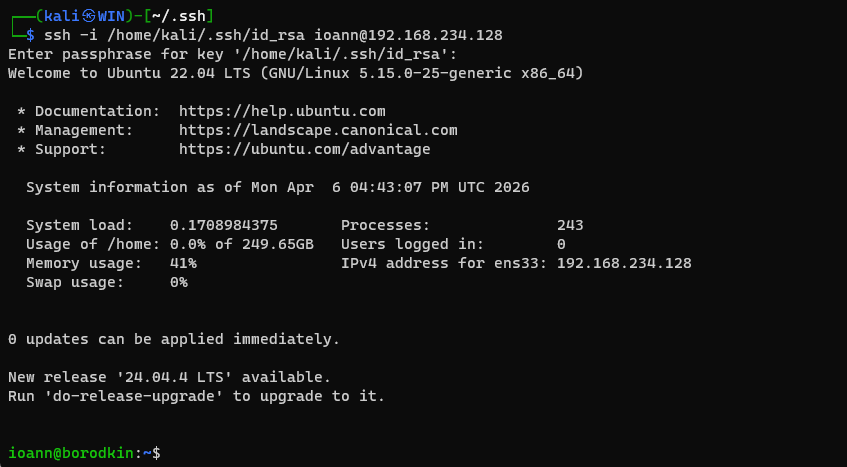 ┌──(kali㉿WIN)-[~/.ssh]
└─$ ssh -i /home/kali/.ssh/id_rsa ioann@192.168.234.128
Enter passphrase for key '/home/kali/.ssh/id_rsa':
Welcome to Ubuntu 22.04 LTS (GNU/Linux 5.15.0-25-generic x86_64)

 * Documentation:  https://help.ubuntu.com
 * Management:     https://landscape.canonical.com
 * Support:        https://ubuntu.com/advantage

  System information as of Mon Apr  6 04:43:07 PM UTC 2026

  System load:    0.1708984375       Processes:              243
  Usage of /home: 0.0% of 249.65GB   Users logged in:        0
  Memory usage:   41%                IPv4 address for ens33: 192.168.234.128
  Swap usage:     0%

0 updates can be applied immediately.

New release '24.04.4 LTS' available.
Run 'do-release-upgrade' to upgrade to it.

ioann@borodkin:~$